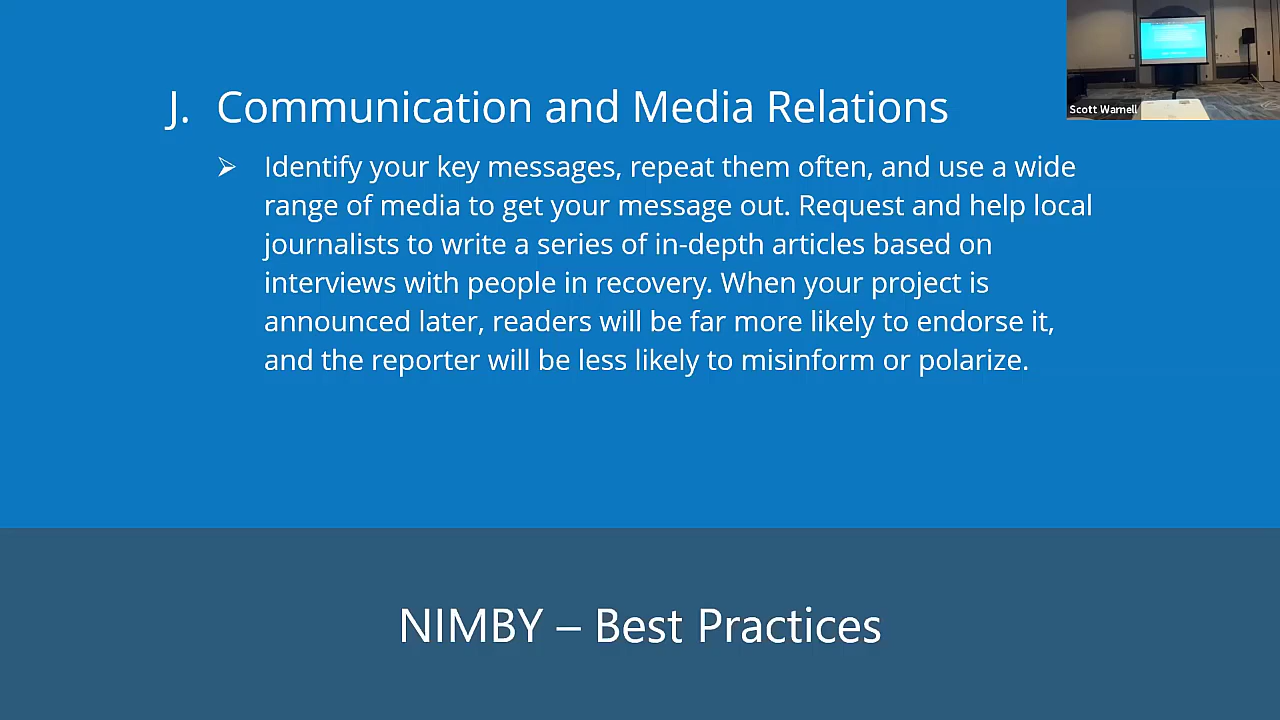 J. Communication and Media Relations
Identify your key messages, repeat them often, and use a wide
range of media to get your message out. Request and help local
journalists to write a series of in-depth articles based on
interviews with people in recovery. When your project is
announced later, readers will be far more likely to endorse it,
and the reporter will be less likely to misinform or polarize.
Scott Warnell
NIMBY – Best Practices